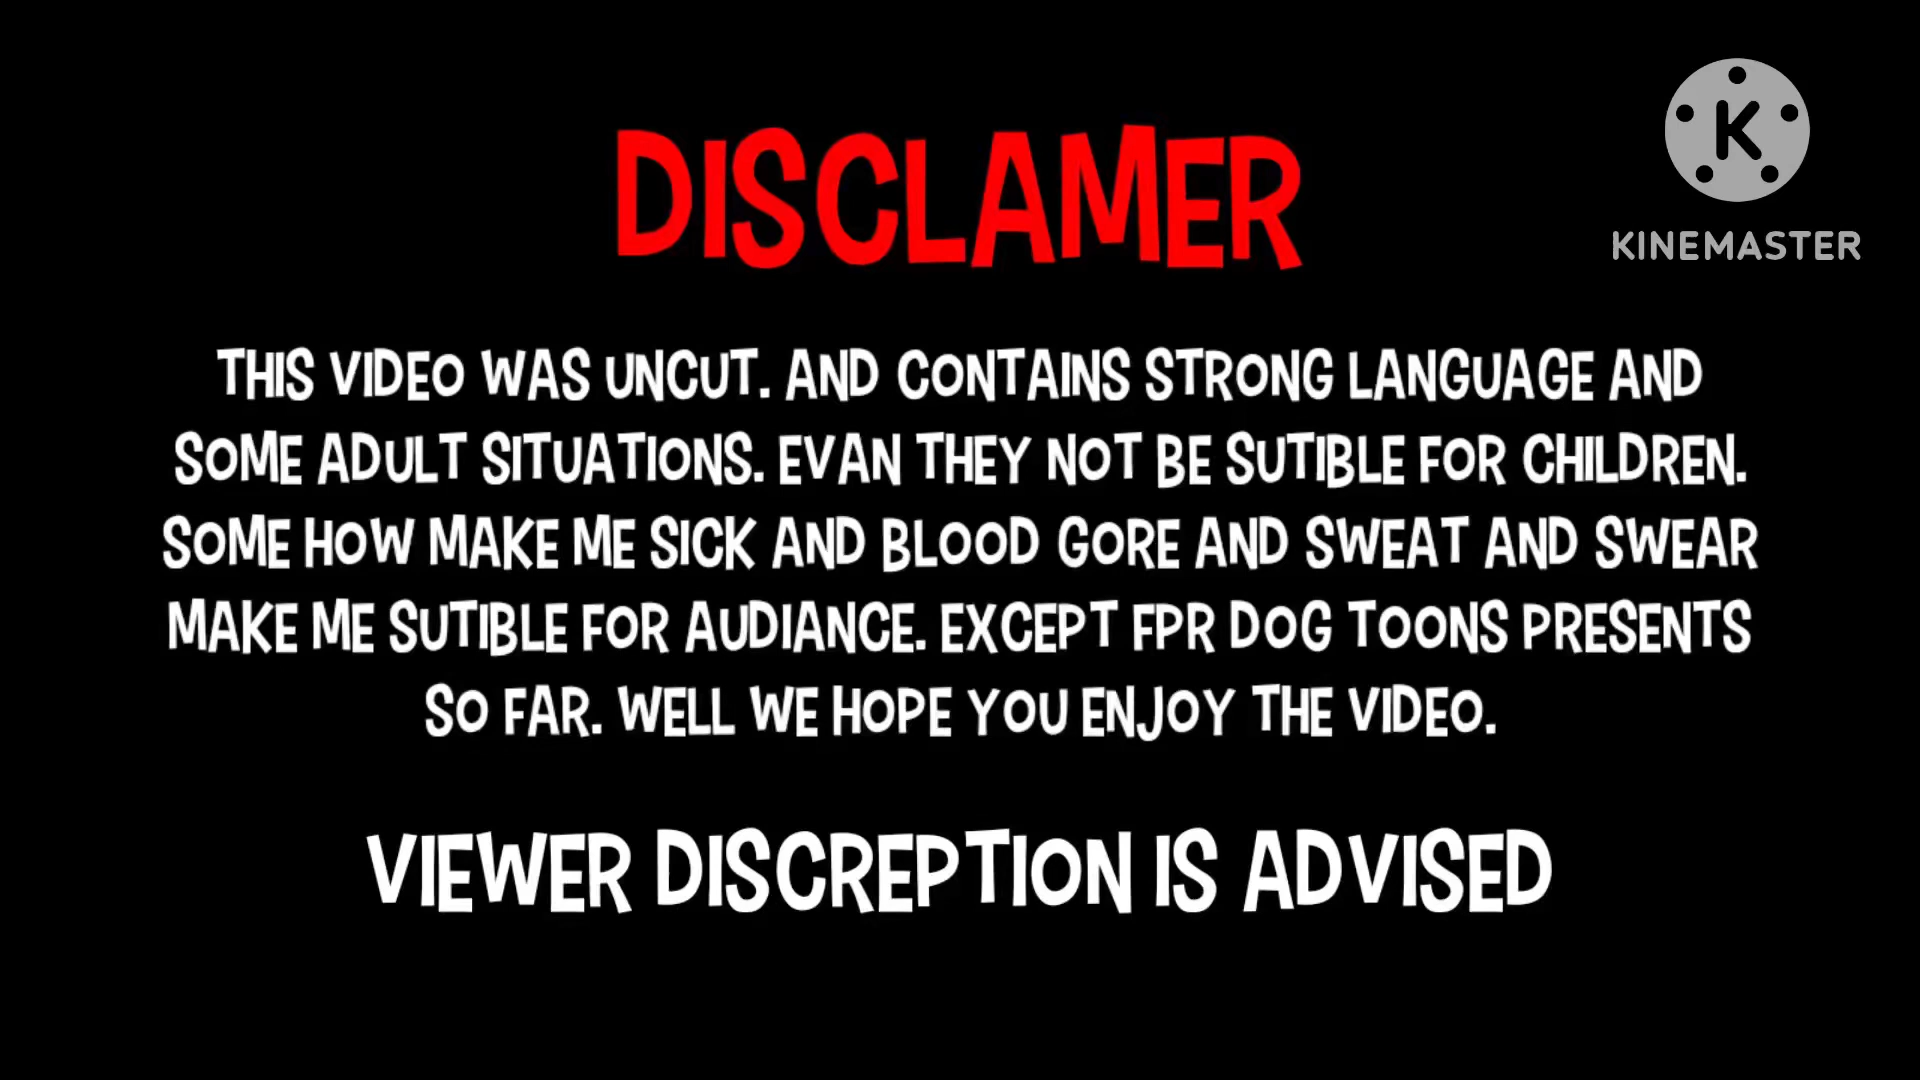 DISCLAMER
K
KINEMASTER
THIS VIDEO WAS UNCUT. AND CONTAINS STRONG LANGUAGE AND
SOME ADULT SITUATIONS. EVAN THEY NOT BE SUTIBLE FOR CHILDREN.
SOME HOW MAKE ME SICK AND BLOOD GORE AND SWEAT AND SWEAR
MAKE ME SUTIBLE FOR AUDIANCE. EXCEPT FPR DOG TOONS PRESENTS
SO FAR. WELL WE HOPE YOU ENJOY THE VIDEO.
VIEWER DISCREPTION IS ADVISED